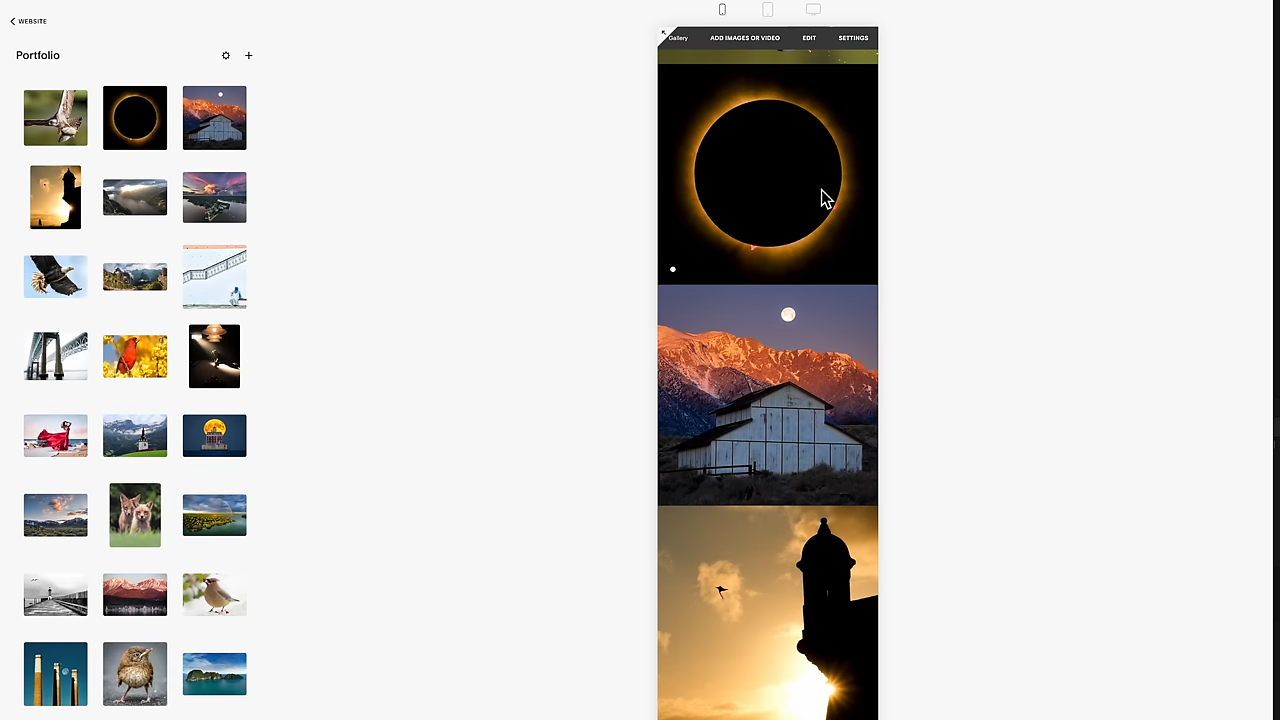 WEBSITE
Portfolio
Gallery
ADD IMAGES OR VIDEO
EDIT
SETTINGS